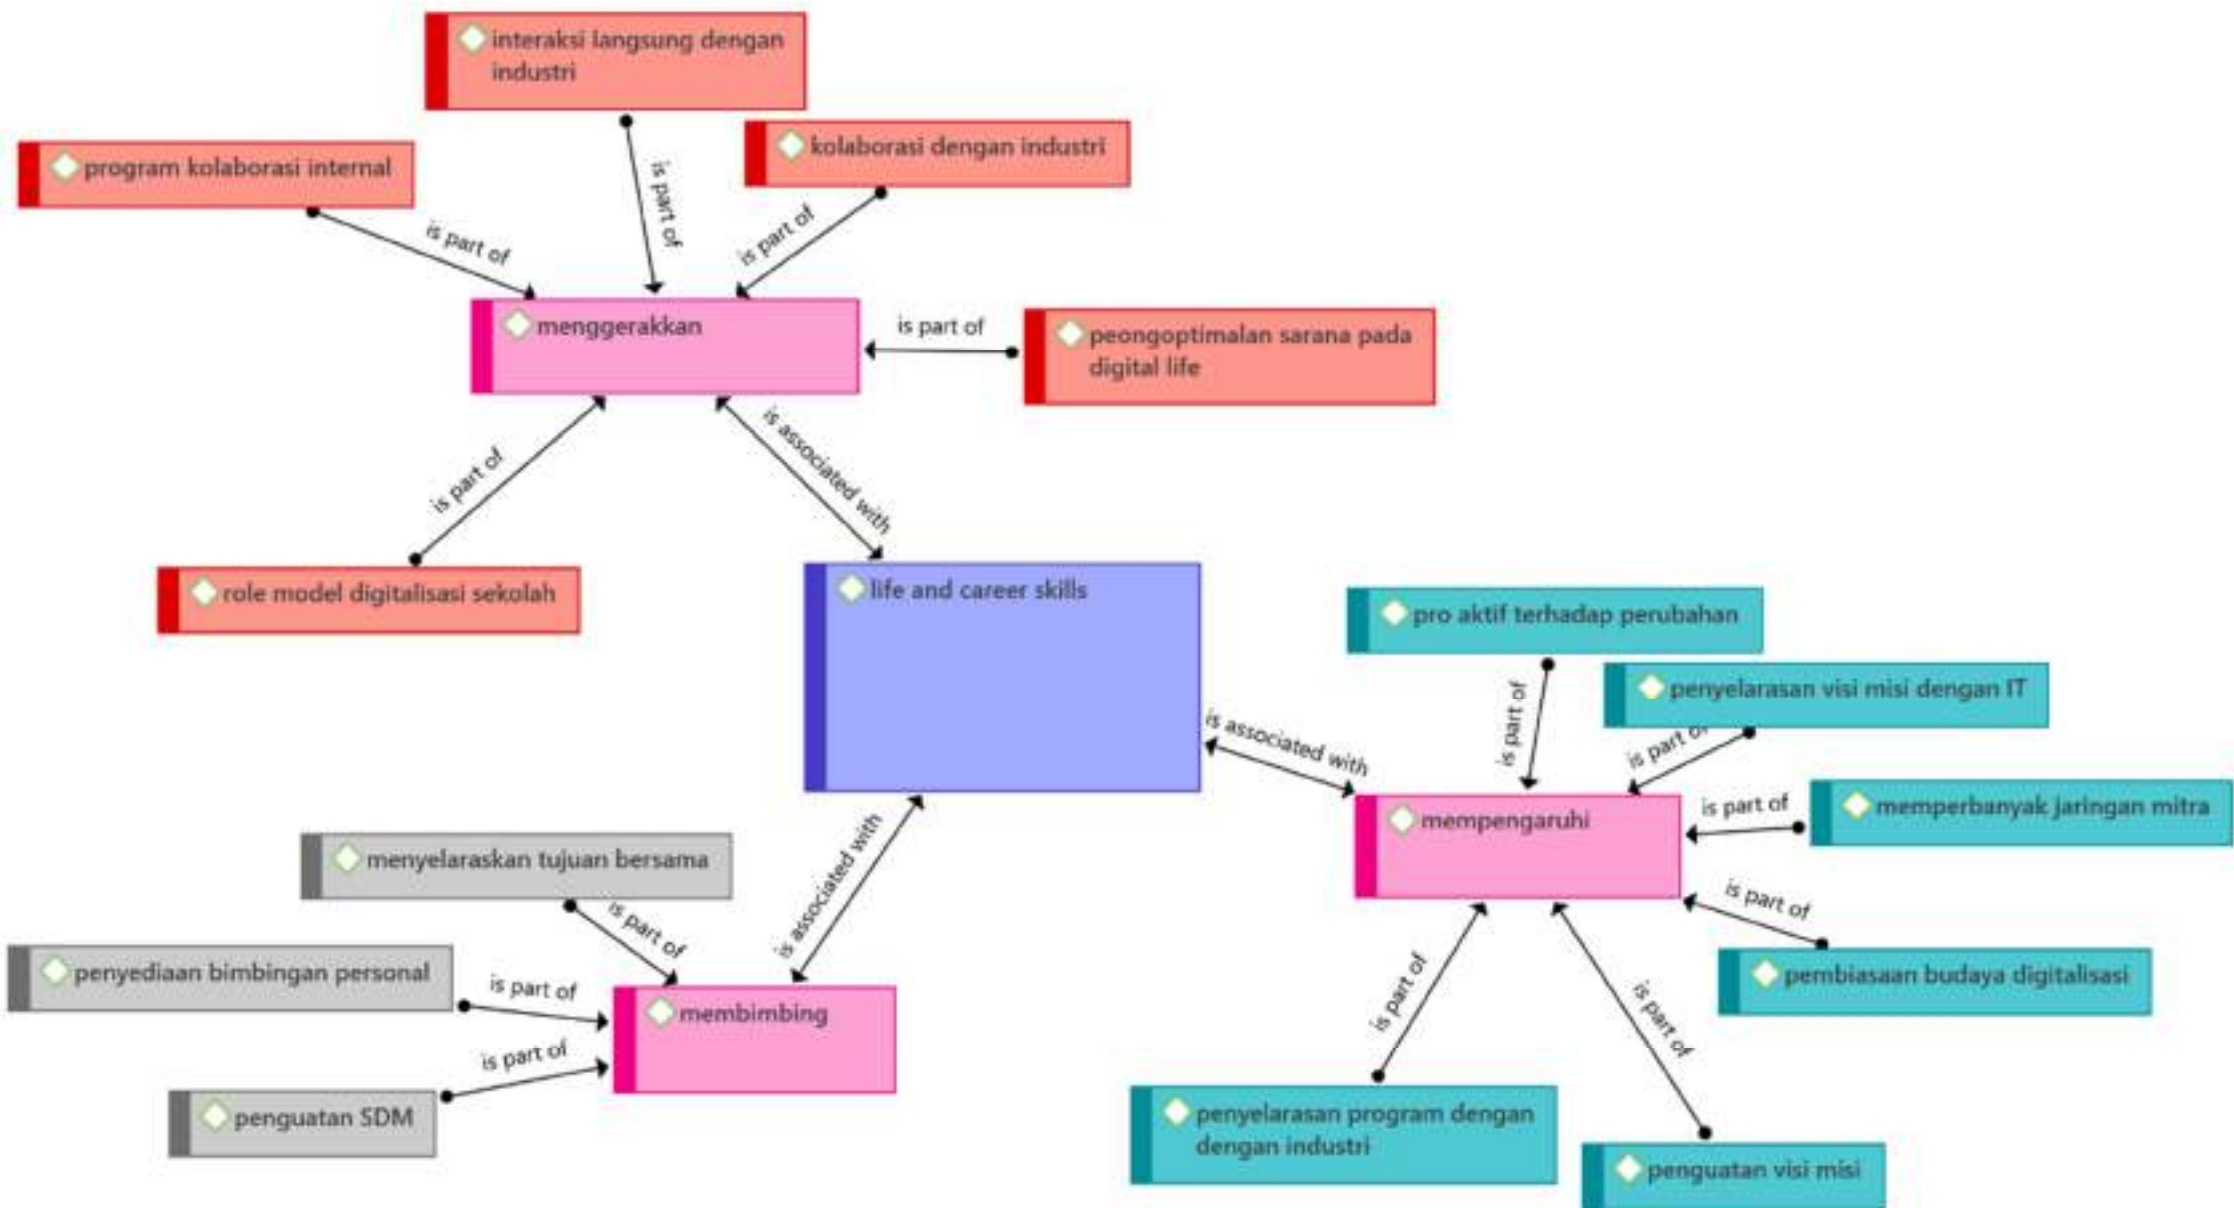 interaksi langsung dengan
industri
kolaborasi dengan industri
program kolaborasi internal
is part of
is part of
is part of
menggerakkan
is part of
peongoptimalan sarana pada
digital life
is associated with
is part of
role model digitalisasi sekolah
life and career skills
pro aktif terhadap perubahan
penyelarasan visi misi dengan IT
is part of
is part of
is associated with
memperbanyak jaringan mitra
is part of
mempengaruhi
menyelaraskan tujuan bersama
is associated with
is part of
is part of
pembiasaan budaya digitalisasi
penyediaan bimbingan personal
is part of
membimbing
is part of
penguatan SDM
is part of
is part of
penyelarasan program dengan
dengan industri
penguatan visi misi